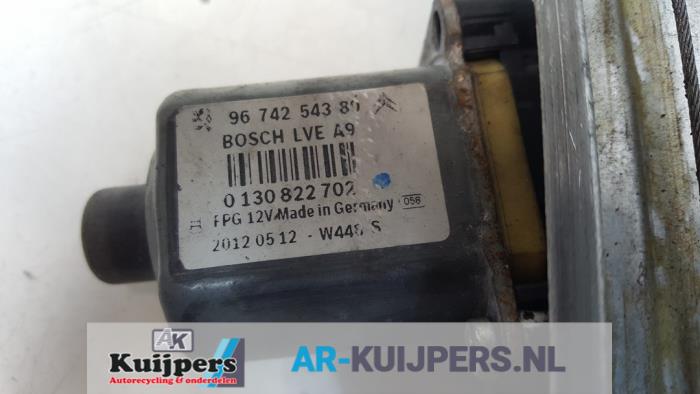 96 742 543 80
BOSCH LVE A9
0 130 822 702
FPG 12V Made in Germany 058
2012 05 12 - W448 S
AK
Kuijpers
Autorecycling & onderdelen
AR-KUIJPERS.NL